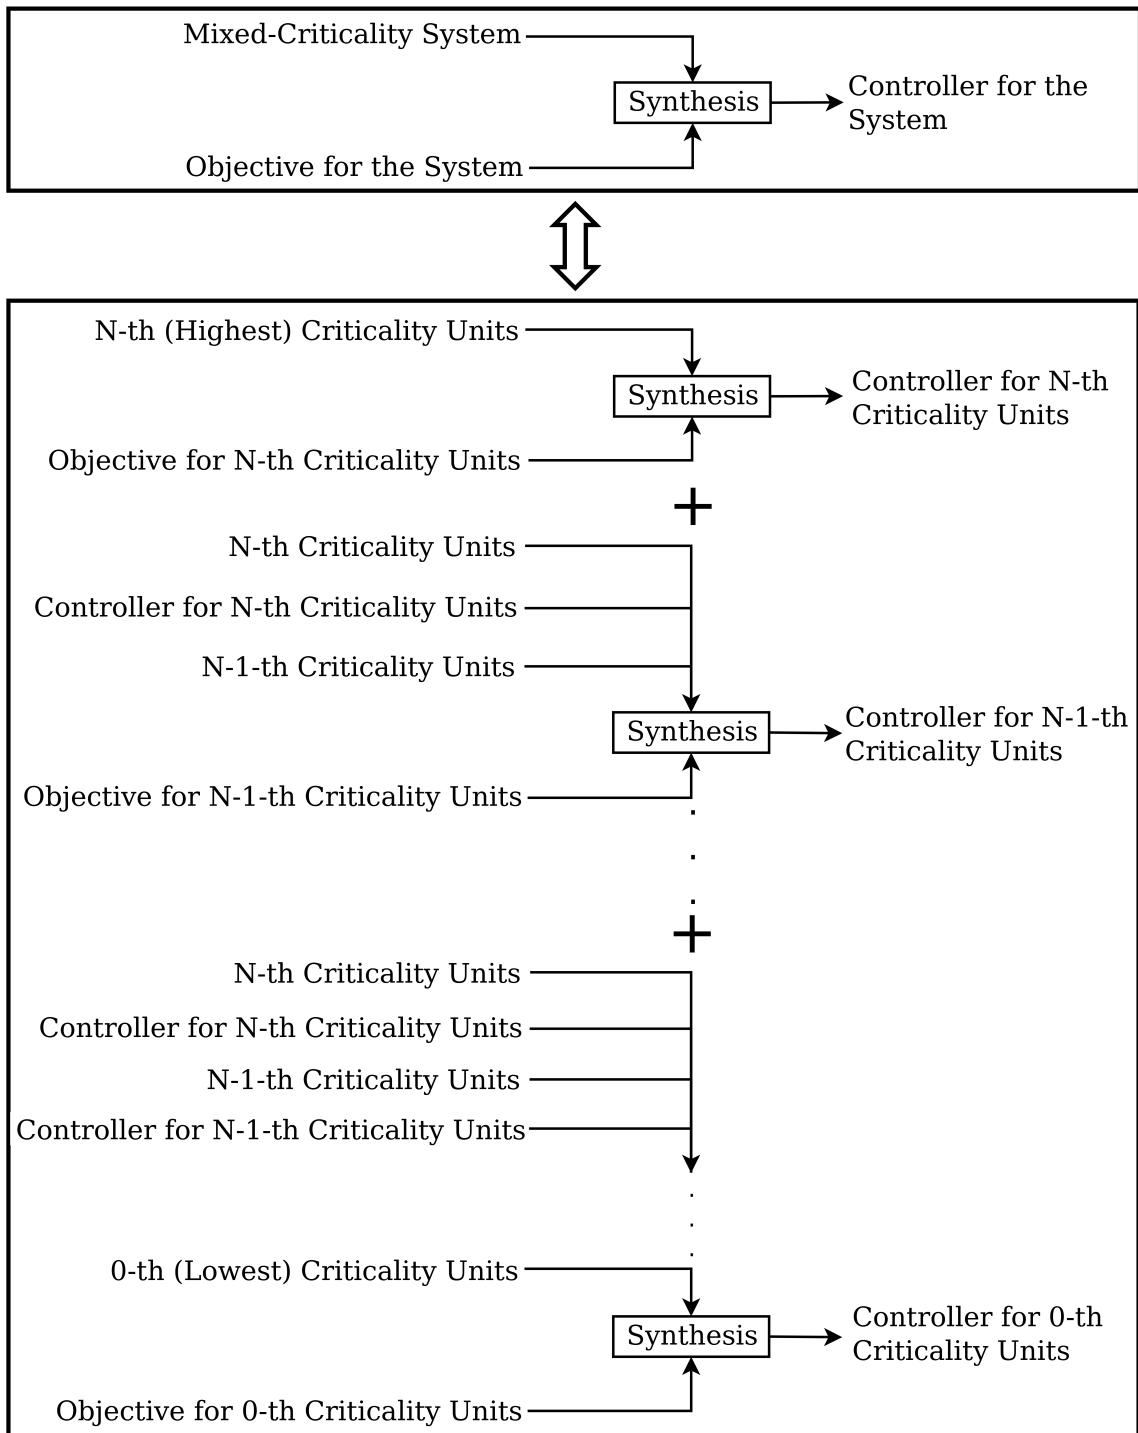 Mixed-Criticality System
Synthesis
Controller for the
System
Objective for the System
N-th (Highest) Criticality Units
Synthesis
Controller for N-th
Criticality Units
Objective for N-th Criticality Units
+
N-th Criticality Units
Controller for N-th Criticality Units
N-1-th Criticality Units
Synthesis
Controller for N-1-th
Criticality Units
Objective for N-1-th Criticality Units
.
.
.
+
N-th Criticality Units
Controller for N-th Criticality Units
N-1-th Criticality Units
Controller for N-1-th Criticality Units
.
.
.
0-th (Lowest) Criticality Units
Synthesis
Controller for 0-th
Criticality Units
Objective for 0-th Criticality Units